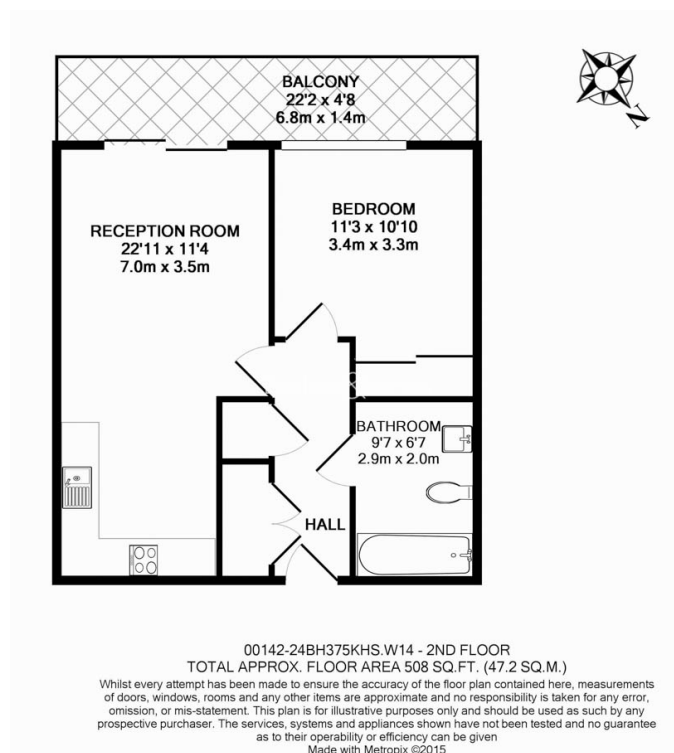 BALCONY
22'2 x 4'8
6.8m x 1.4m
N
RECEPTION ROOM
22'11 x 11'4
7.0m x 3.5m
BEDROOM
11'3 x 10'10
3.4m x 3.3m
BATHROOM
9'7 x 6'7
2.9m x 2.0m
HALL
00142-24BH375KHS.W14 - 2ND FLOOR
TOTAL APPROX. FLOOR AREA 508 SQ.FT. (47.2 SQ.M.)
Whilst every attempt has been made to ensure the accuracy of the floor plan contained here, measurements
of doors, windows, rooms and any other items are approximate and no responsibility is taken for any error,
omission, or mis-statement. This plan is for illustrative purposes only and should be used as such by any
prospective purchaser. The services, systems and appliances shown have not been tested and no guarantee
as to their operability or efficiency can be given
Made with Metropix ©2015